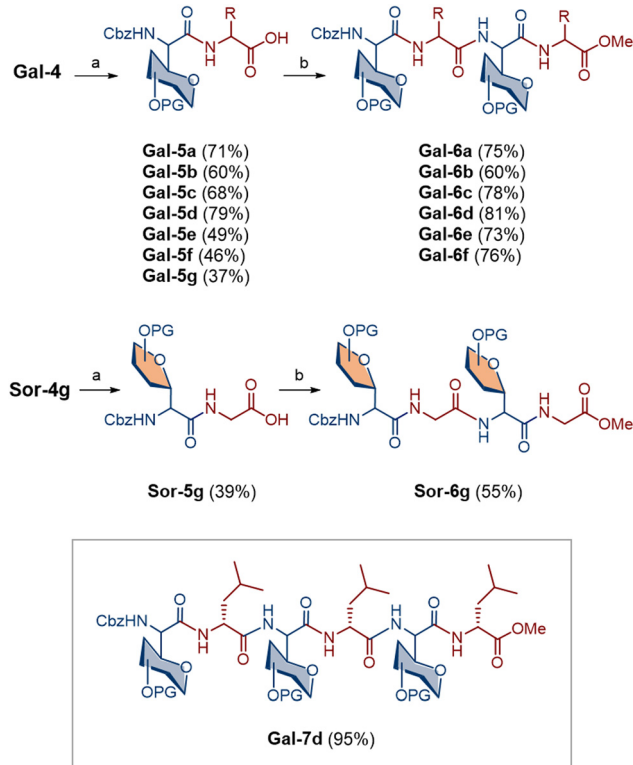 Gal-4
a
CbzHN
O
H
N
R
OH
O
O
OPG
b
CbzHN
O
N
H
R
O
H
N
O
N
H
R
OMe
O
O
OPG
O
OPG
Gal-5a (71%)
Gal-5b (60%)
Gal-5c (68%)
Gal-5d (79%)
Gal-5e (49%)
Gal-5f (46%)
Gal-5g (37%)
Gal-6a (75%)
Gal-6b (60%)
Gal-6c (78%)
Gal-6d (81%)
Gal-6e (73%)
Gal-6f (76%)
Sor-4g
a
OPG
O
CbzHN
O
H
N
O
OH
b
OPG
O
CbzHN
O
H
N
O
N
H
OPG
O
O
H
N
O
OMe
Sor-5g (39%)
Sor-6g (55%)
CbzHN
O
N
H
O
H
N
O
N
H
O
H
N
O
N
H
O
OMe
O
OPG
O
OPG
O
OPG
Gal-7d (95%)